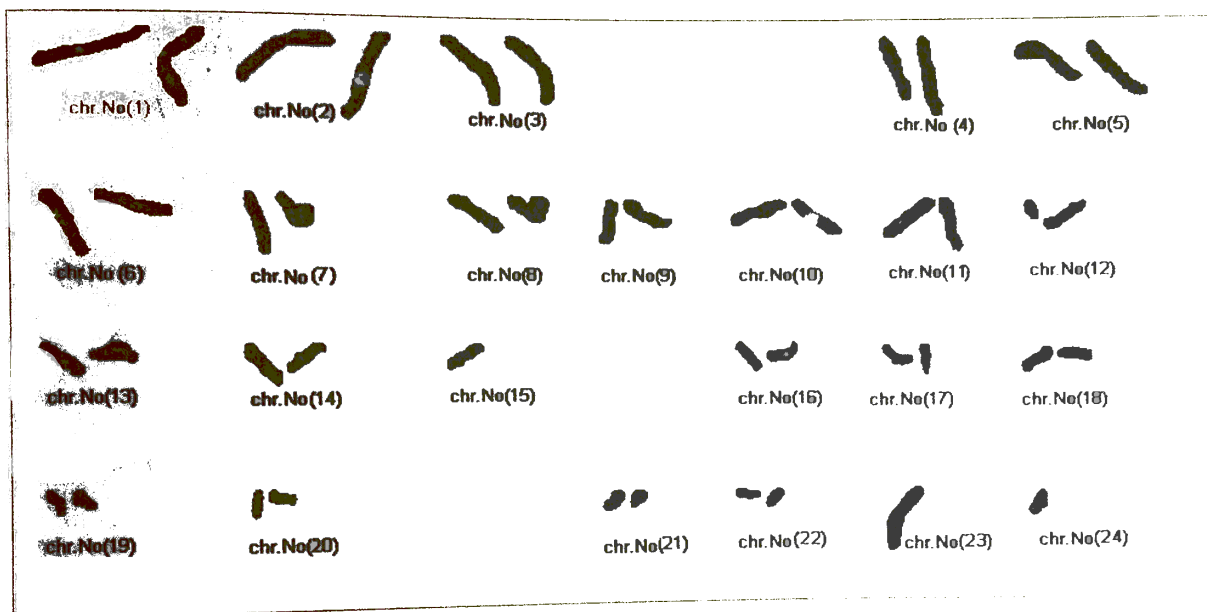 chr.No(1)
chr.No(2)
chr.No(3)
chr.No (4)
chr.No(5)
chr.No (6)
chr.No (7)
chr.No(8)
chr.No(9)
chr.No(10)
chr.No(11)
chr.No(12)
chr.No(13)
chr.No(14)
chr.No(15)
chr.No(16)
chr.No(17)
chr.No(18)
chr.No(19)
chr.No(20)
chr.No(21)
chr.No(22)
chr.No(23)
chr.No(24)